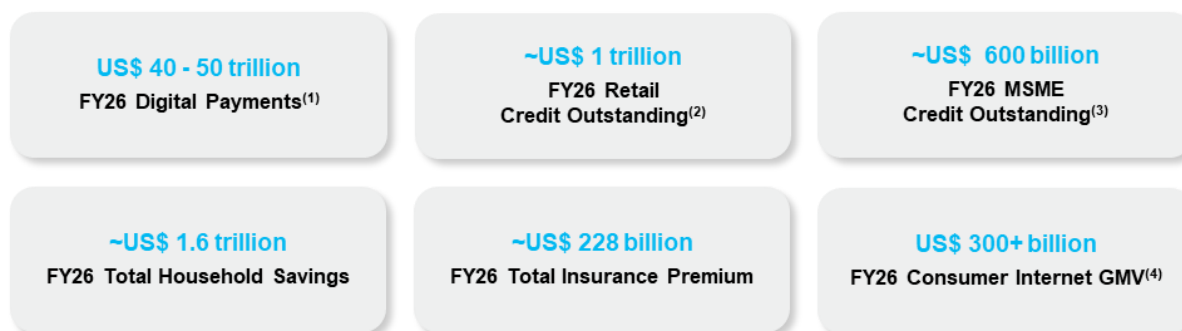 US$ 40 - 50 trillion
FY26 Digital Payments(1)
~US$ 1 trillion
FY26 Retail
Credit Outstanding(2)
~US$ 600 billion
FY26 MSME
Credit Outstanding(3)
~US$ 1.6 trillion
FY26 Total Household Savings
~US$ 228 billion
FY26 Total Insurance Premium
US$ 300+ billion
FY26 Consumer Internet GMV(4)